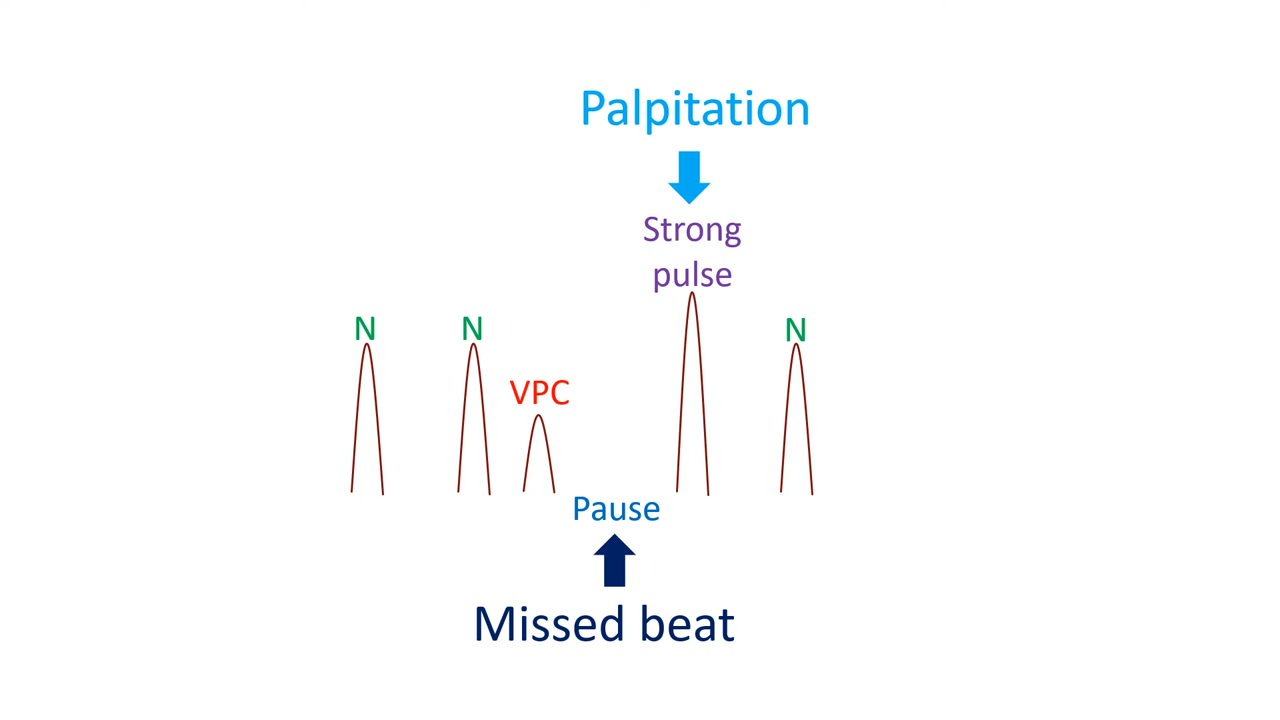 Palpitation
Strong
pulse
N
N
N
VPC
Pause
Missed beat